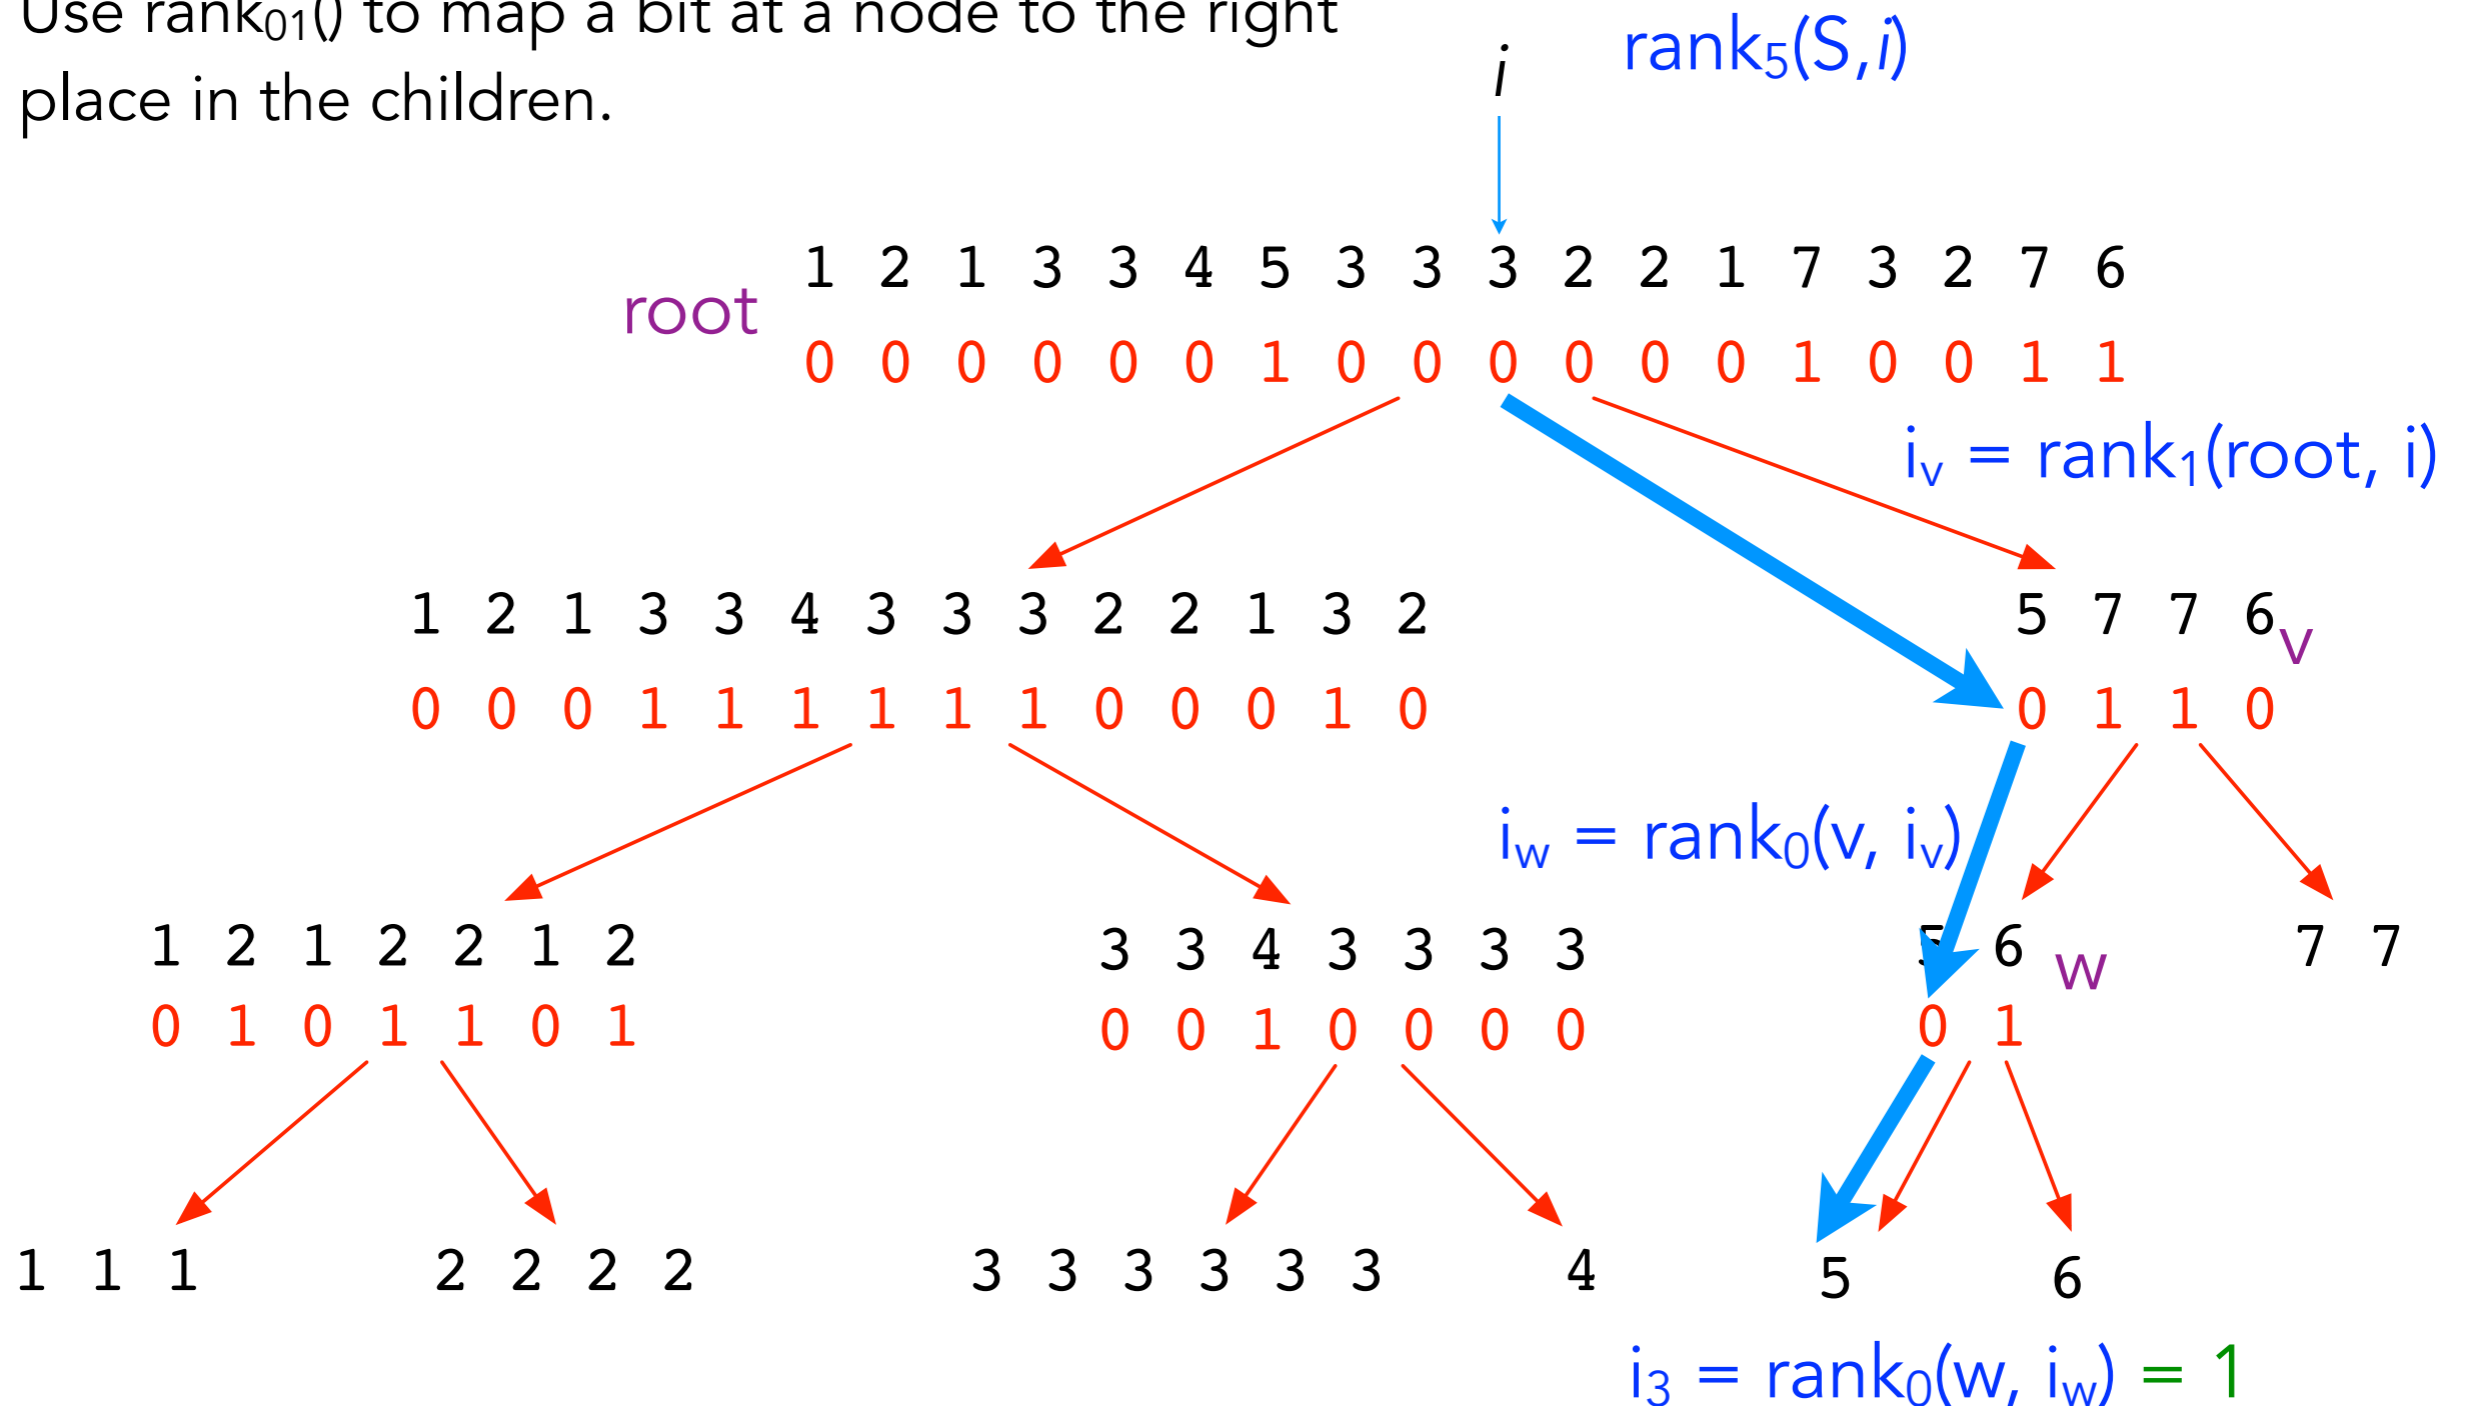 Use rank₀₁() to map a bit at a node to the right
place in the children.
i
rank₅(S,i)
1 2 1 3 3 4 5 3 3 3 2 2 1 7 3 2 7 6
root
0 0 0 0 0 0 1 0 0 0 0 0 0 1 0 0 1 1
iᵥ = rank₁(root, i)
1 2 1 3 3 4 3 3 3 2 2 1 3 2
5 7 7 6
v
0 0 0 1 1 1 1 1 1 0 0 0 1 0
0 1 1 0
i_w = rank₀(v, iᵥ)
1 2 1 2 2 1 2
3 3 4 3 3 3 3
5 6
w
7 7
0 1 0 1 1 0 1
0 0 1 0 0 0 0
0 1
1 1 1
2 2 2 2
3 3 3 3 3 3
4
5
6
i₃ = rank₀(w, i_w) = 1